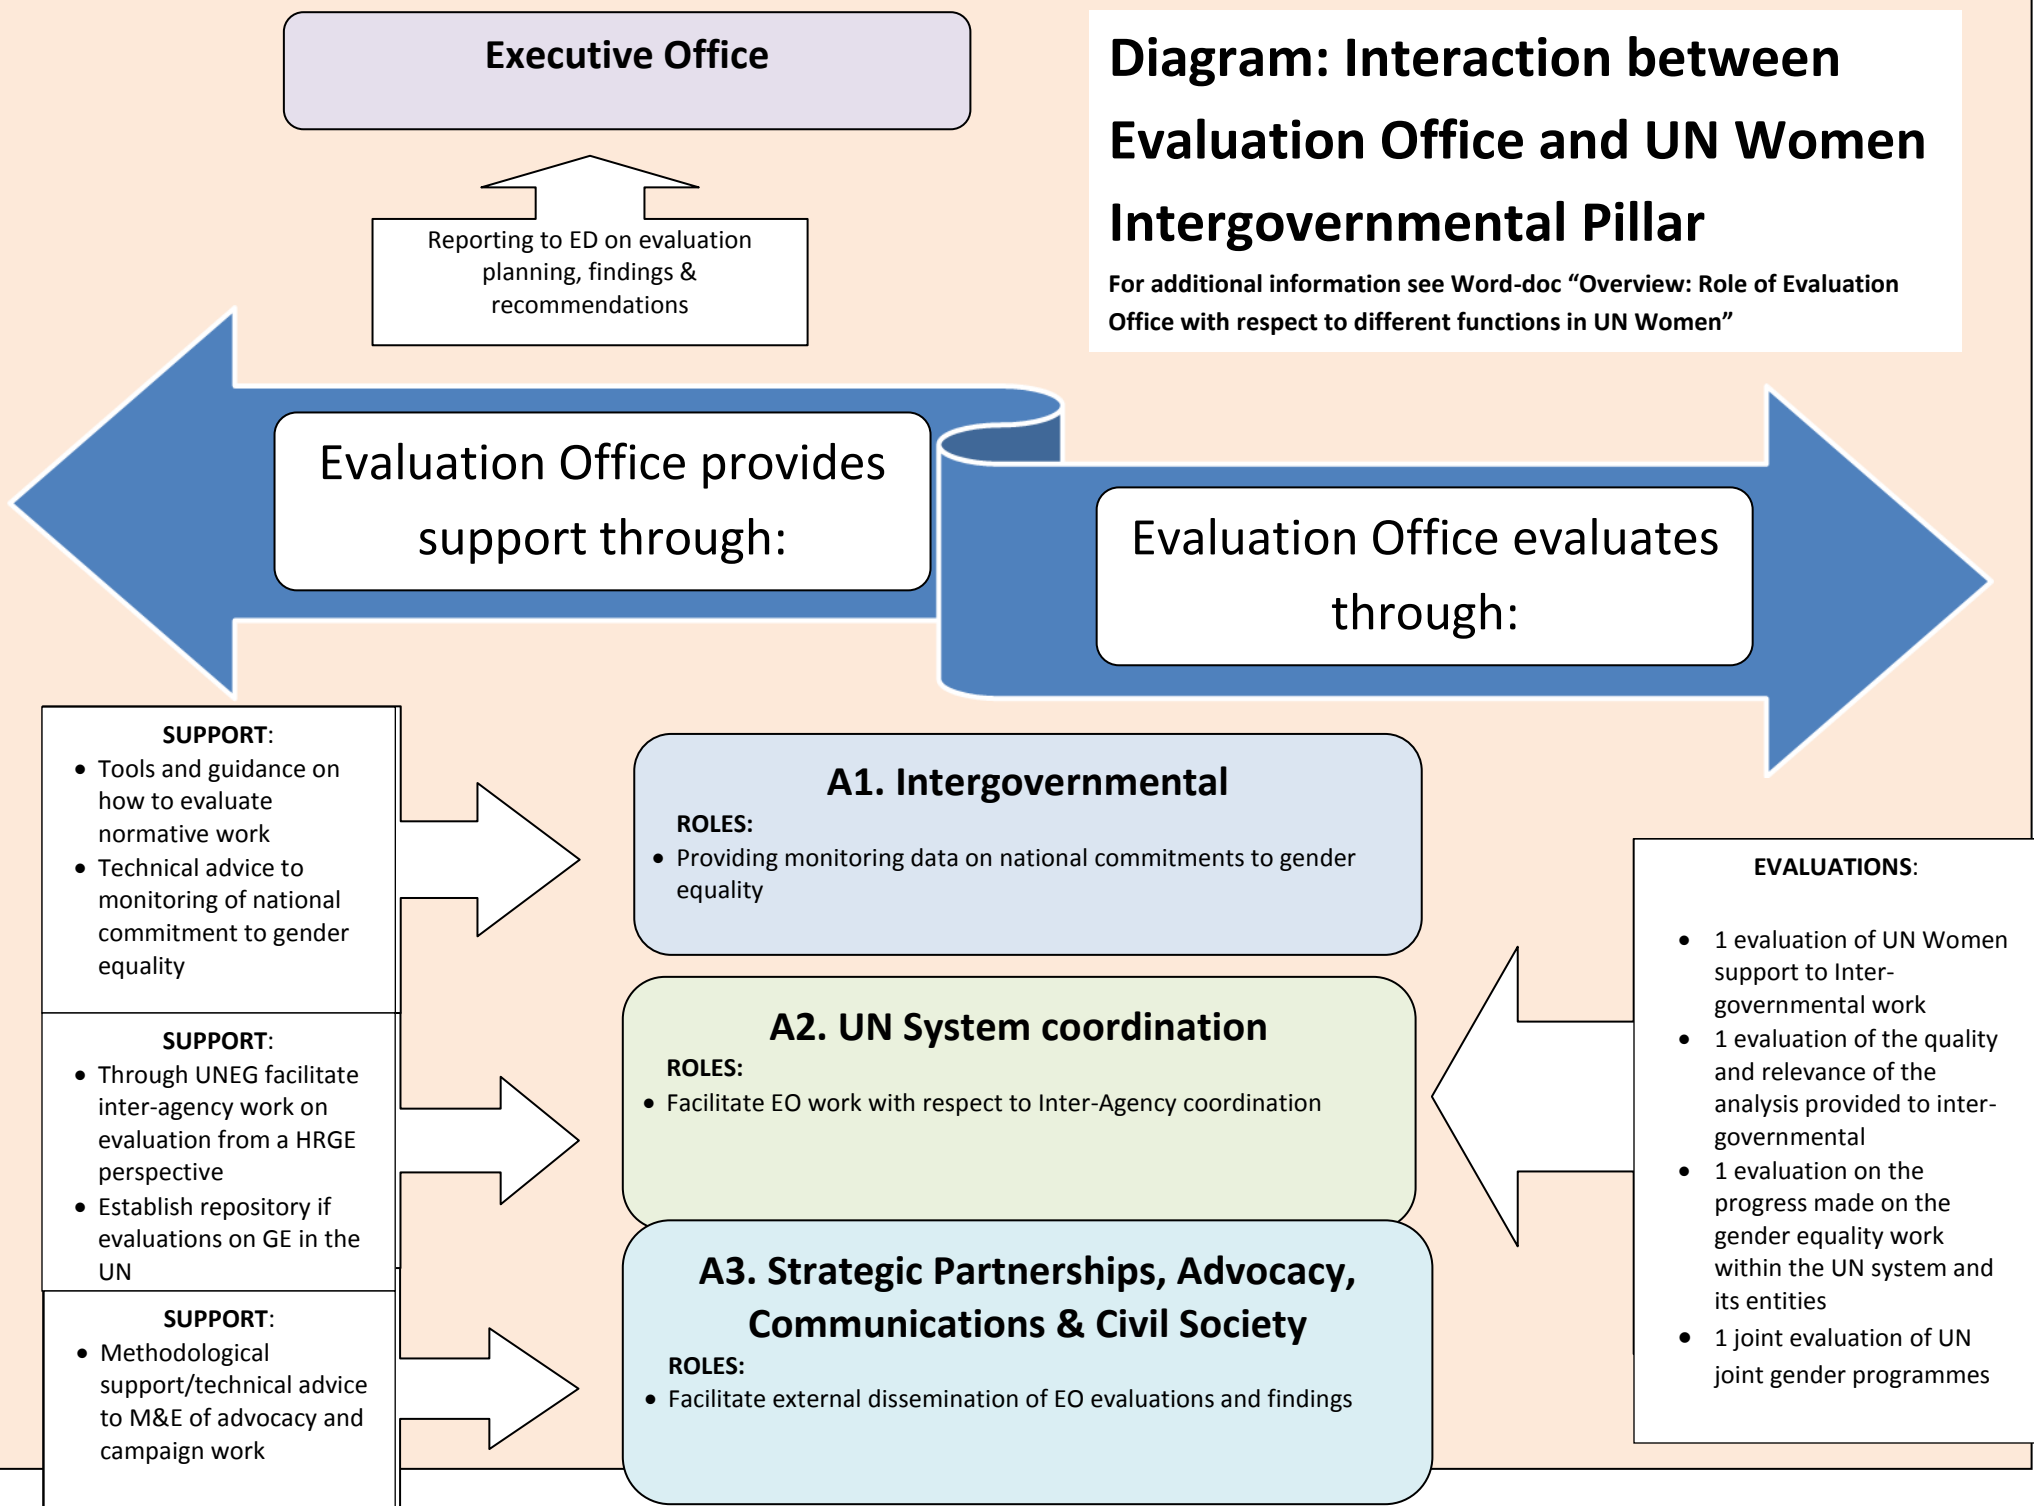 Executive Office
Diagram: Interaction between
Evaluation Office and UN Women
Intergovernmental Pillar
For additional information see Word-doc “Overview: Role of Evaluation
Office with respect to different functions in UN Women”
Reporting to ED on evaluation
planning, findings &
recommendations
Evaluation Office provides
support through:
Evaluation Office evaluates
through:
SUPPORT:
• Tools and guidance on
how to evaluate
normative work
• Technical advice to
monitoring of national
commitment to gender
equality
A1. Intergovernmental
ROLES:
• Providing monitoring data on national commitments to gender
equality
SUPPORT:
• Through UNEG facilitate
inter-agency work on
evaluation from a HRGE
perspective
• Establish repository if
evaluations on GE in the
UN
A2. UN System coordination
ROLES:
• Facilitate EO work with respect to Inter-Agency coordination
SUPPORT:
• Methodological
support/technical advice
to M&E of advocacy and
campaign work
A3. Strategic Partnerships, Advocacy,
Communications & Civil Society
ROLES:
• Facilitate external dissemination of EO evaluations and findings
EVALUATIONS:
• 1 evaluation of UN Women
support to Inter-
governmental work
• 1 evaluation of the quality
and relevance of the
analysis provided to inter-
governmental
• 1 evaluation on the
progress made on the
gender equality work
within the UN system and
its entities
• 1 joint evaluation of UN
joint gender programmes